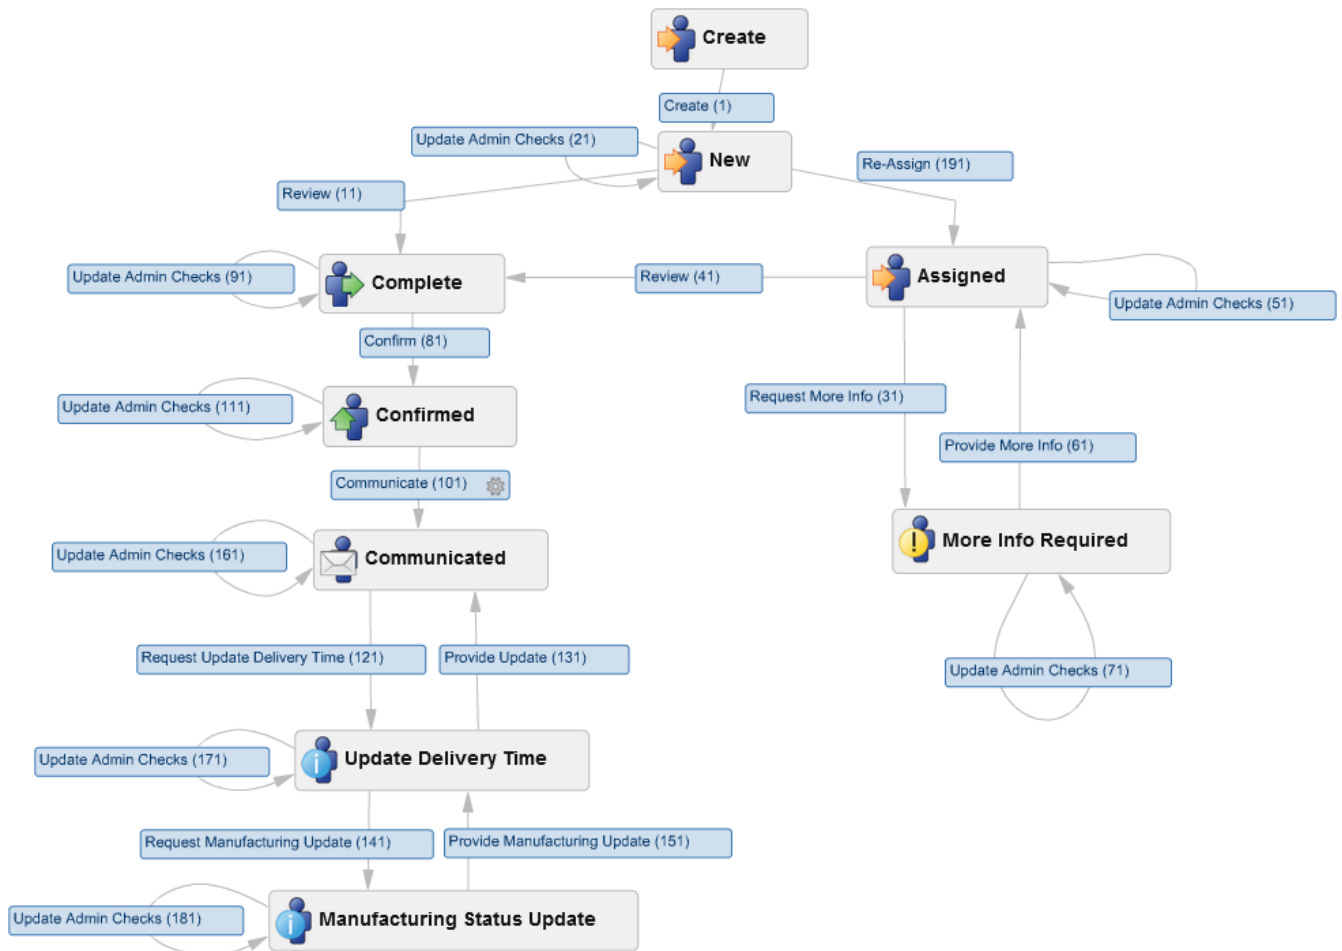 Create
Create (1)
Update Admin Checks (21)
New
Re-Assign (191)
Review (11)
Update Admin Checks (91)
Complete
Review (41)
Assigned
Update Admin Checks (51)
Confirm (81)
Update Admin Checks (111)
Confirmed
Request More Info (31)
Provide More Info (61)
Communicate (101)
Update Admin Checks (161)
Communicated
More Info Required
Request Update Delivery Time (121)
Provide Update (131)
Update Admin Checks (71)
Update Admin Checks (171)
Update Delivery Time
Request Manufacturing Update (141)
Provide Manufacturing Update (151)
Update Admin Checks (181)
Manufacturing Status Update